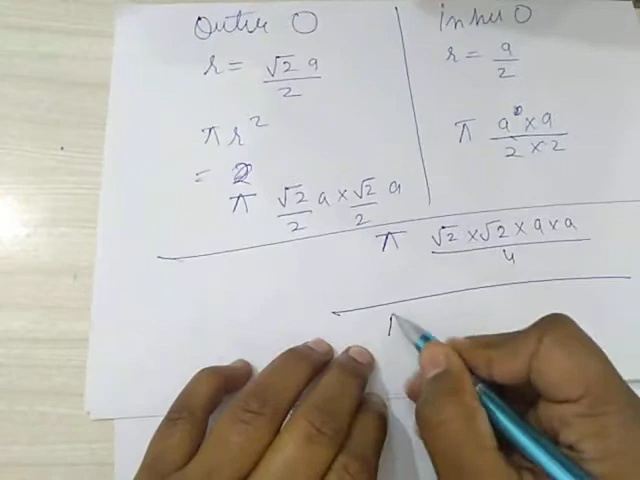 Outer O
r = √2 a / 2
π r²
=
π √2/2 a × √2/2 a
inner O
r = a/2
π a × a / 2 × 2
π √2 × √2 × a × a / 4